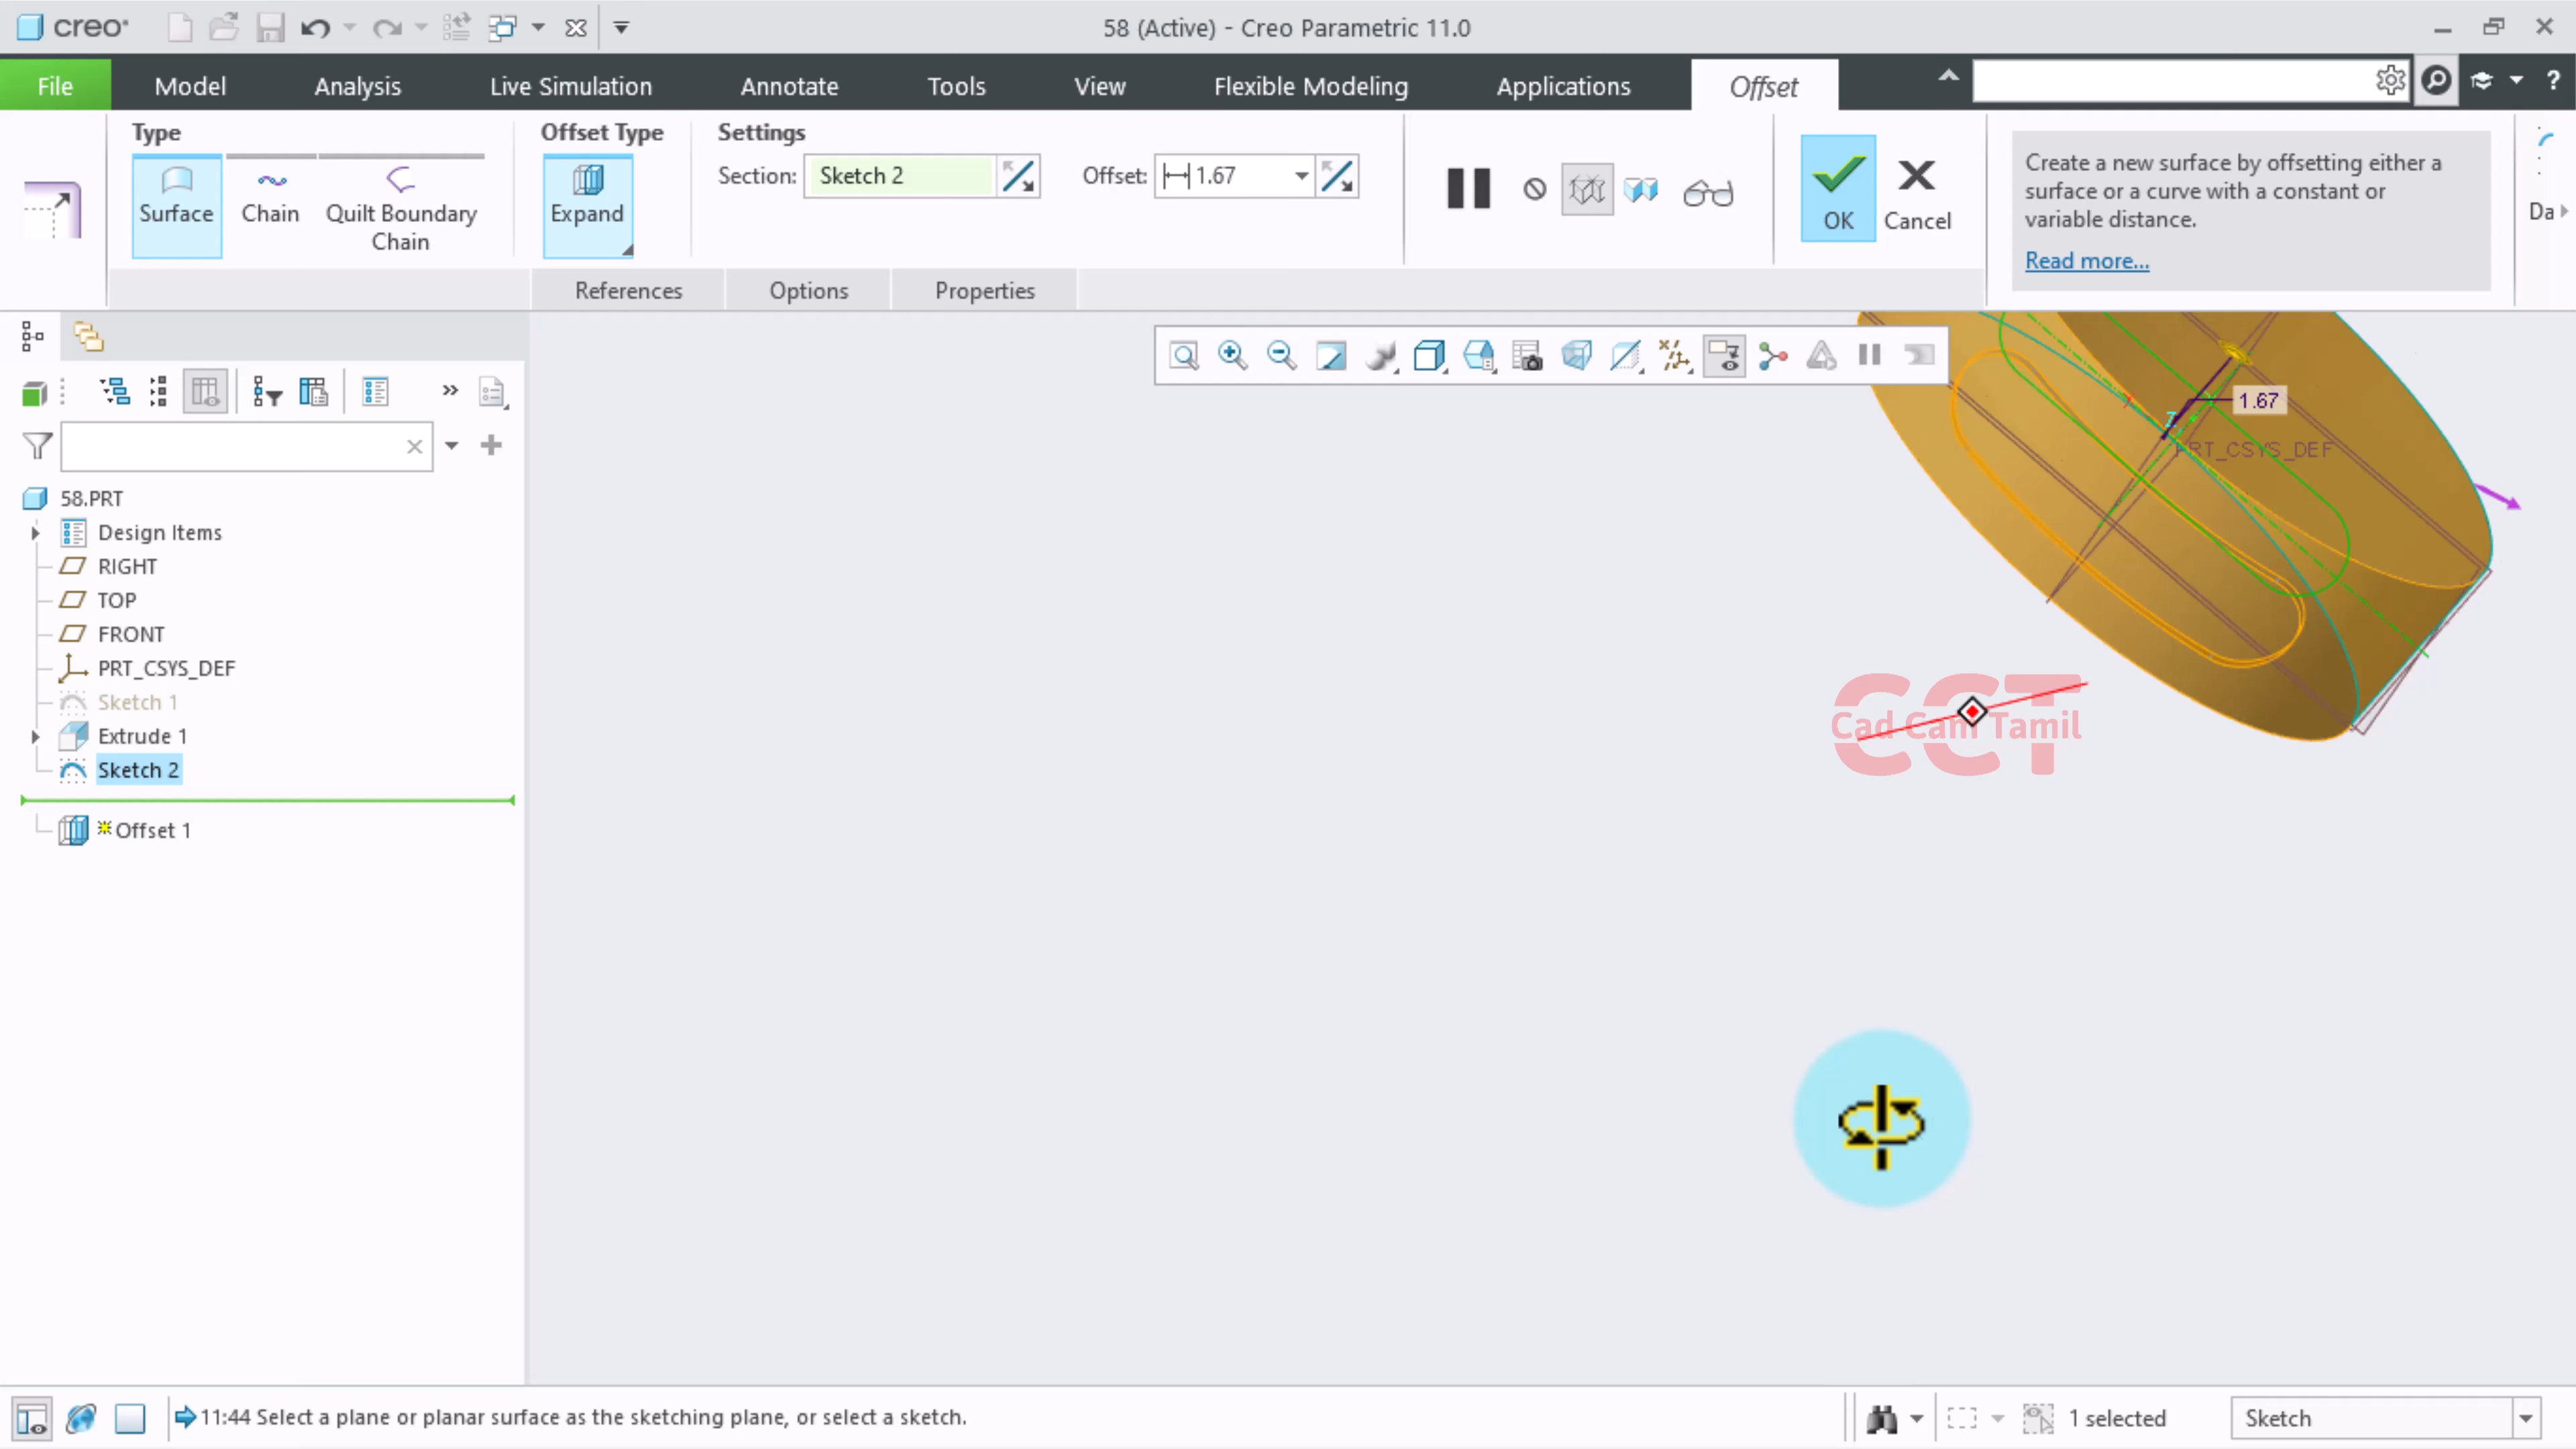 creo
58 (Active) - Creo Parametric 11.0
File Model Analysis Live Simulation Annotate Tools View Flexible Modeling Applications Offset
Type
Surface
Chain
Quilt Boundary
Chain
Offset Type
Expand
Settings
Section: Sketch 2
Offset: 1.67
OK
Cancel
Create a new surface by offsetting either a
surface or a curve with a constant or
variable distance.
Read more...
Da
References Options Properties
58.PRT
Design Items
RIGHT
TOP
FRONT
PRT_CSYS_DEF
Sketch 1
Extrude 1
Sketch 2
Offset 1
1.67
Z
PRT_CSYS_DEF
CCT
Cad Cam Tamil
11:44 Select a plane or planar surface as the sketching plane, or select a sketch.
1 selected
Sketch